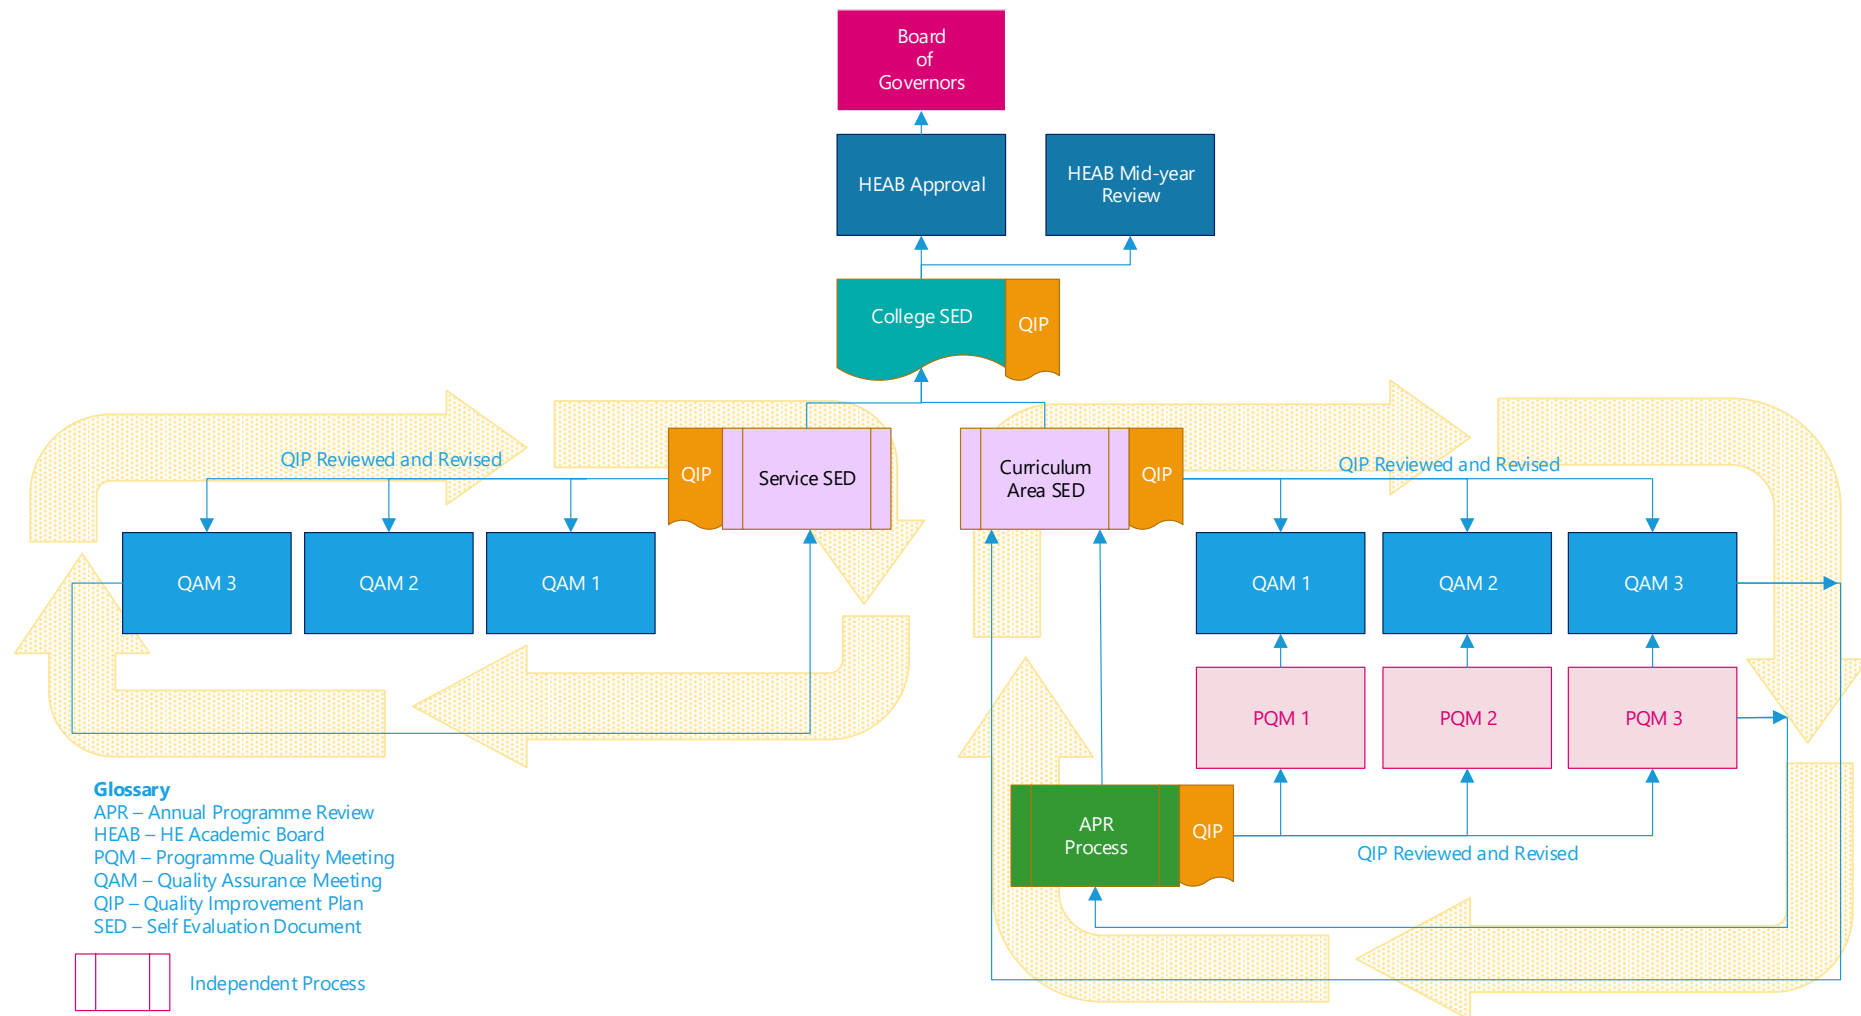 Board
of
Governors
HEAB Approval
HEAB Mid-year
Review
College SED
QIP
QIP Reviewed and Revised
QIP
Service SED
Curriculum
Area SED
QIP
QIP Reviewed and Revised
QAM 3
QAM 2
QAM 1
QAM 1
QAM 2
QAM 3
PQM 1
PQM 2
PQM 3
APR
Process
QIP
QIP Reviewed and Revised
Glossary
APR – Annual Programme Review
HEAB – HE Academic Board
PQM – Programme Quality Meeting
QAM – Quality Assurance Meeting
QIP – Quality Improvement Plan
SED – Self Evaluation Document
Independent Process